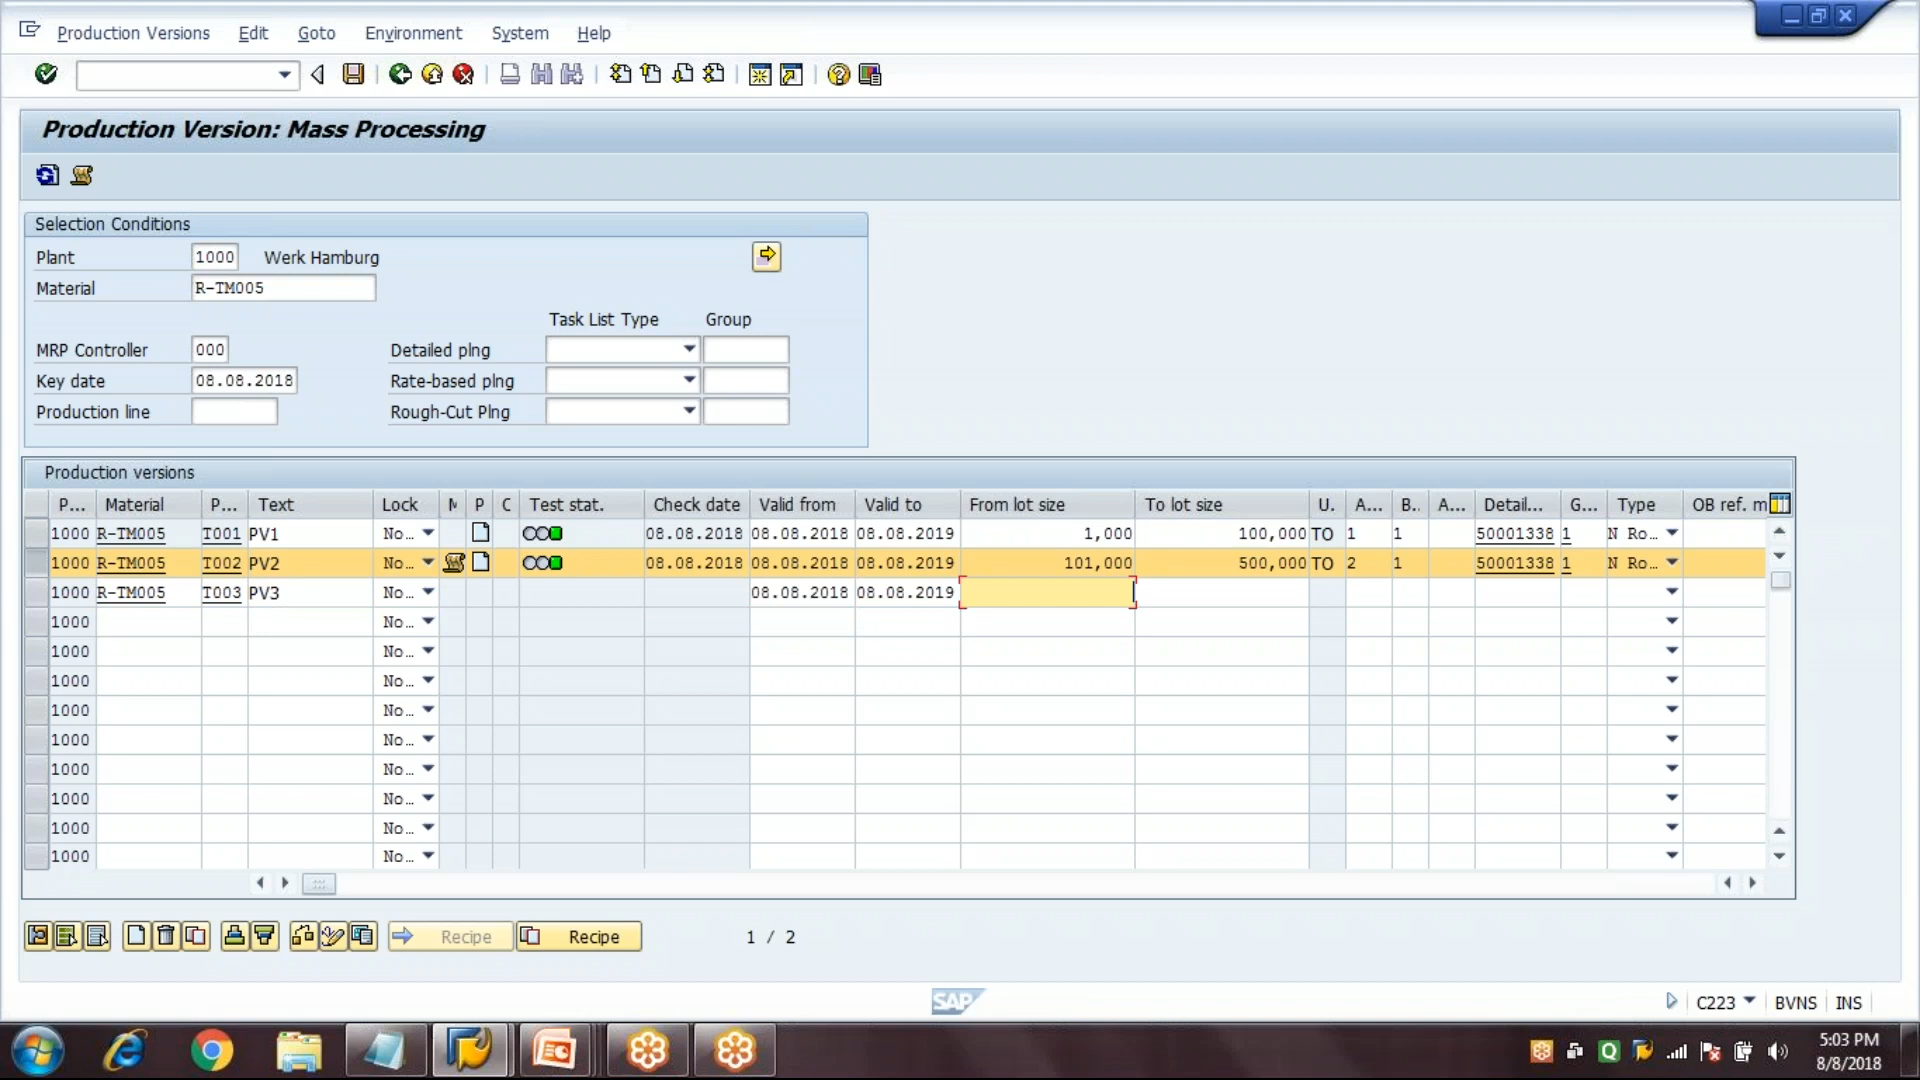 Production Versions Edit Goto Environment System Help
Production Version: Mass Processing
Selection Conditions
Plant 1000 Werk Hamburg
Material R-TM005
Task List Type Group
MRP Controller 000 Detailed plng
Key date 08.08.2018 Rate-based plng
Production line Rough-Cut Plng
Production versions
P... Material P... Text Lock M P C Test stat. Check date Valid from Valid to From lot size To lot size U. A... B.. A... Detail... G... Type OB ref. m
1000 R-TM005 T001 PV1 No... 08.08.2018 08.08.2018 08.08.2019 1,000 100,000 TO 1 1 50001338 1 N Ro...
1000 R-TM005 T002 PV2 No... 08.08.2018 08.08.2018 08.08.2019 101,000 500,000 TO 2 1 50001338 1 N Ro...
1000 R-TM005 T003 PV3 No... 08.08.2018 08.08.2019
1000 No...
1000 No...
1000 No...
1000 No...
1000 No...
1000 No...
1000 No...
1000 No...
1000 No...
Recipe Recipe 1 / 2
SAP
C223 BVNS INS
5:03 PM
8/8/2018